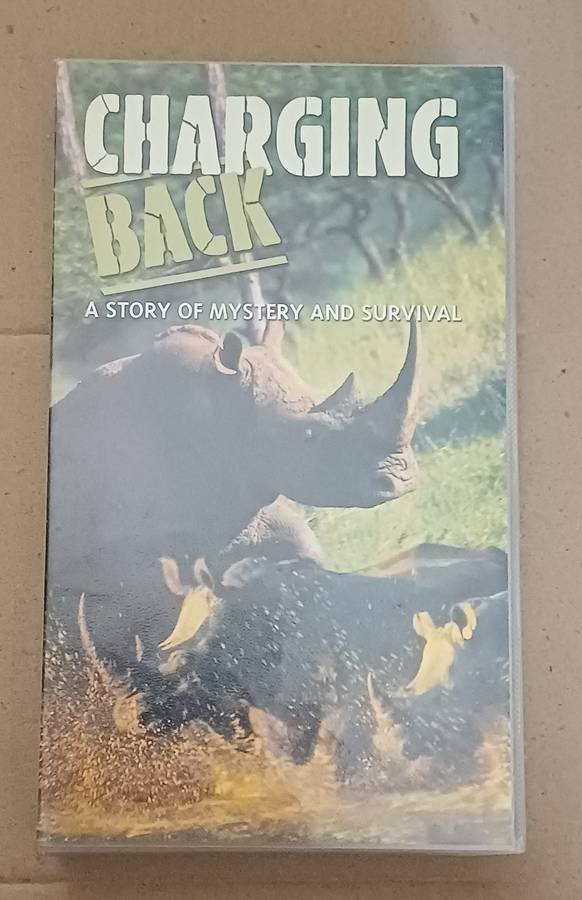 CHARGING
BACK
A STORY OF MYSTERY AND SURVIVAL